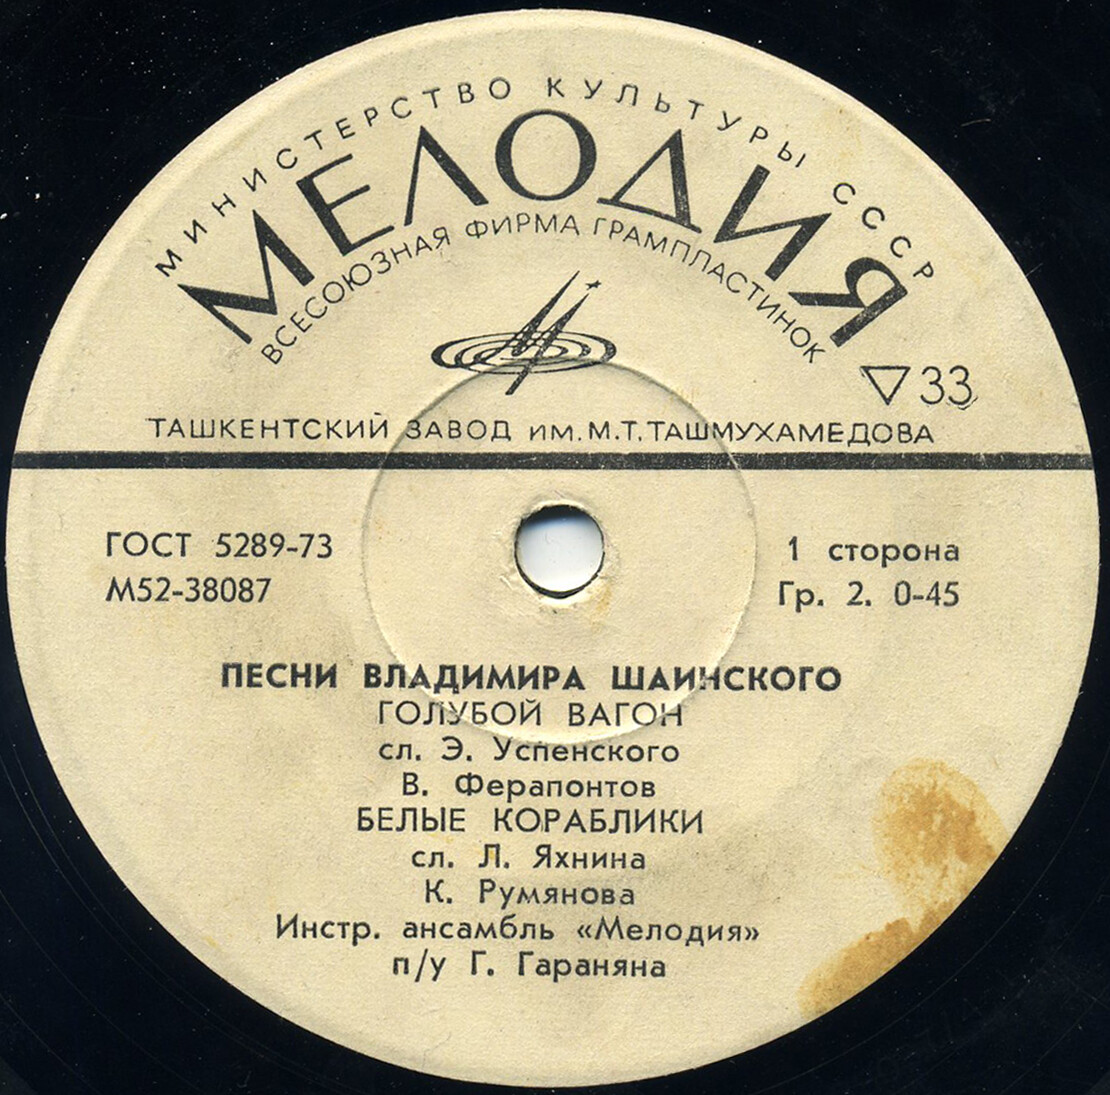 МИНИСТЕРСТВО КУЛЬТУРЫ СССР
МЕЛОДИЯ
ВСЕСОЮЗНАЯ ФИРМА ГРАМПЛАСТИНОК
▽33
ТАШКЕНТСКИЙ ЗАВОД ИМ. М.Т. ТАШМУХАМЕДОВА
ГОСТ 5289-73
М52-38087
1 сторона
Гр. 2. 0-45
ПЕСНИ ВЛАДИМИРА ШАИНСКОГО
ГОЛУБОЙ ВАГОН
сл. Э. Успенского
В. Ферапонтов
БЕЛЫЕ КОРАБЛИКИ
сл. Л. Яхнина
К. Румянова
Инстр. ансамбль «Мелодия»
п/у Г. Гараняна